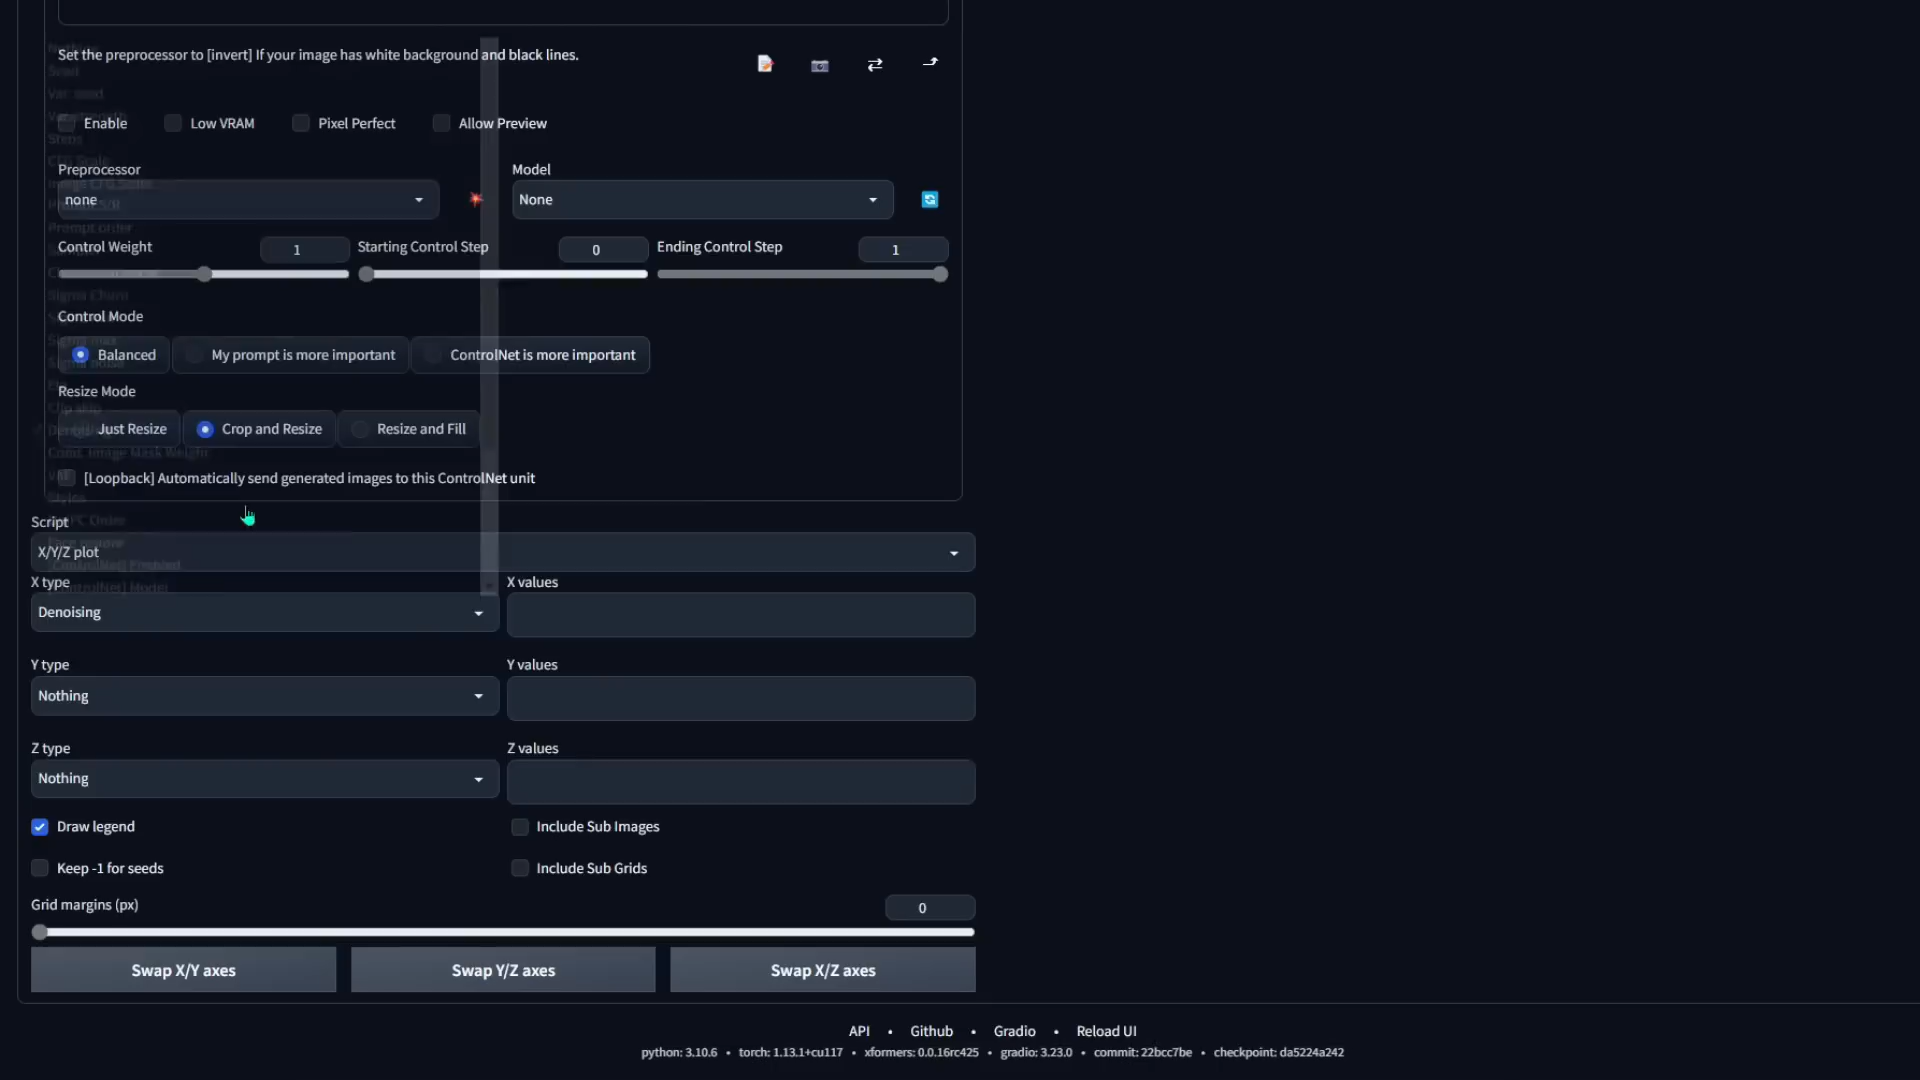 Set the preprocessor to [invert] If your image has white background and black lines.
Enable Low VRAM Pixel Perfect Allow Preview
Preprocessor Model
none None
Control Weight 1 Starting Control Step 0 Ending Control Step 1
Control Mode
Balanced My prompt is more important ControlNet is more important
Resize Mode
Just Resize Crop and Resize Resize and Fill
[Loopback] Automatically send generated images to this ControlNet unit
Script
X/Y/Z plot
X type X values
Denoising
Y type Y values
Nothing
Z type Z values
Nothing
Draw legend Include Sub Images
Keep -1 for seeds Include Sub Grids
Grid margins (px) 0
Swap X/Y axes Swap Y/Z axes Swap X/Z axes
API • Github • Gradio • Reload UI
python: 3.10.6 • torch: 1.13.1+cu117 • xformers: 0.0.16rc425 • gradio: 3.23.0 • commit: 22bcc7be • checkpoint: da5224a242